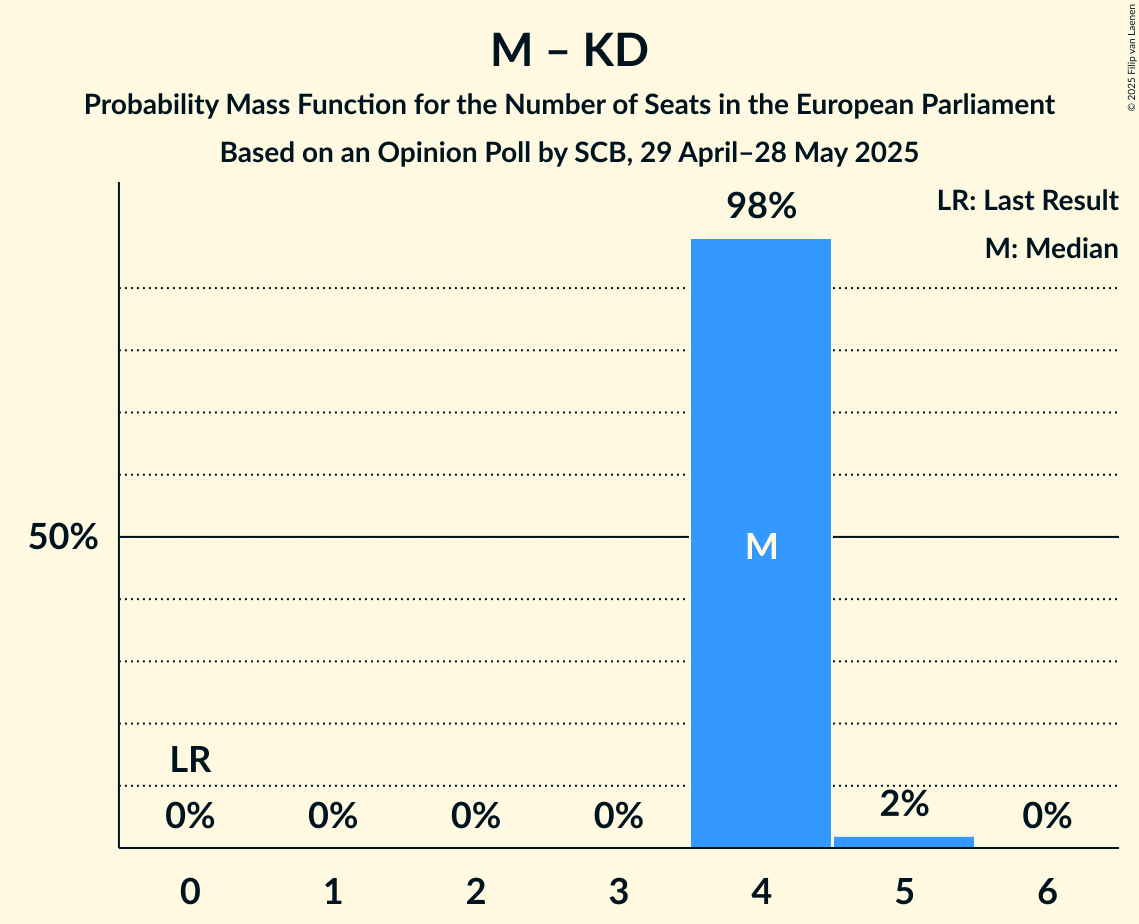 M – KD
Probability Mass Function for the Number of Seats in the European Parliament
Based on an Opinion Poll by SCB, 29 April–28 May 2025
© 2025 Filip van Laenen
LR: Last Result
M: Median
98%
50%
M
LR
0%
0%
0%
0%
2%
0%
0
1
2
3
4
5
6